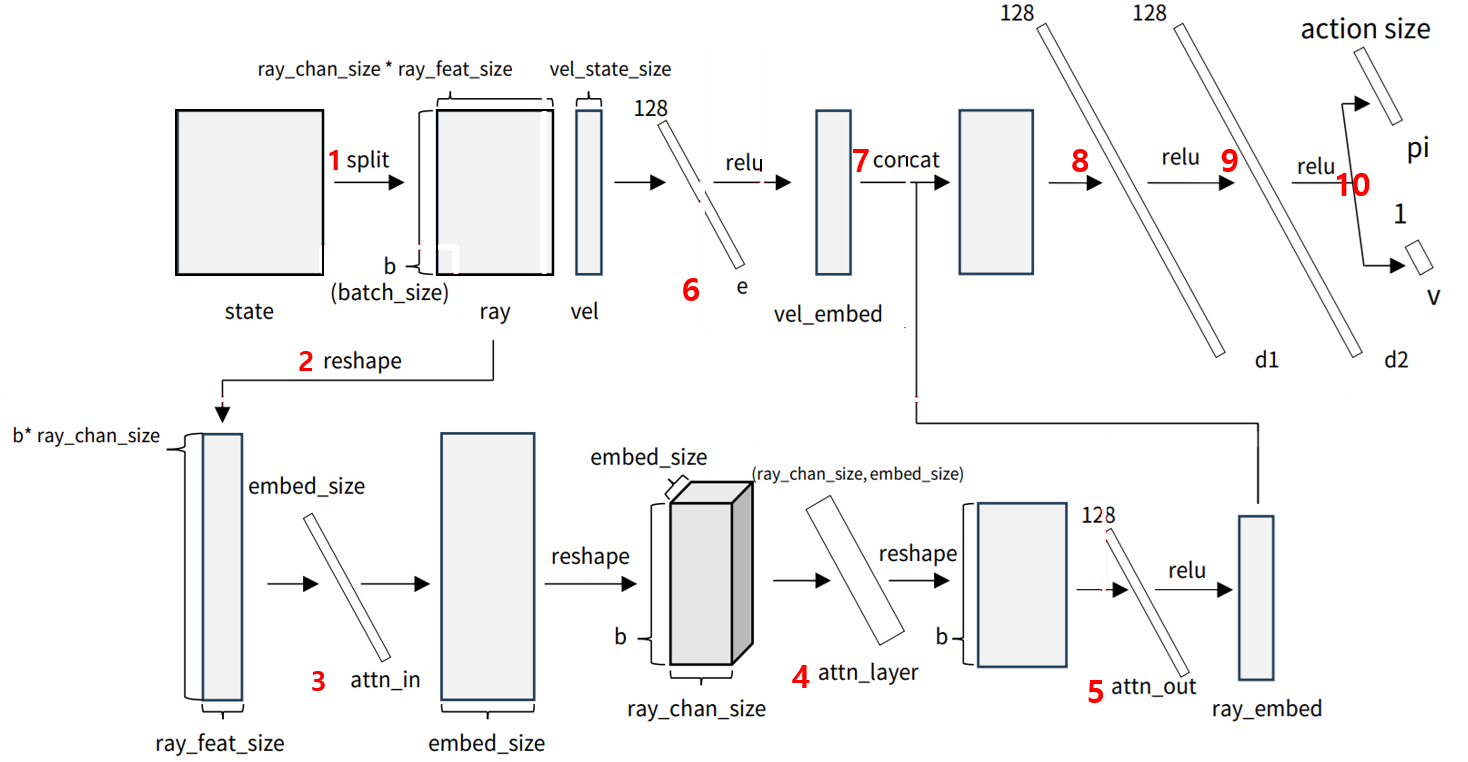 128
128
action size
ray_chan_size * ray_feat_size
vel_state_size
128
1 split
relu
7 concat
8
relu
9
relu
10
pi
1
b
(batch_size)
6
e
v
state
ray
vel
vel_embed
d1
d2
2 reshape
b* ray_chan_size
embed_size
embed_size
(ray_chan_size, embed_size)
128
reshape
reshape
relu
b
b
3
attn_in
4
attn_layer
5
attn_out
ray_chan_size
ray_embed
ray_feat_size
embed_size